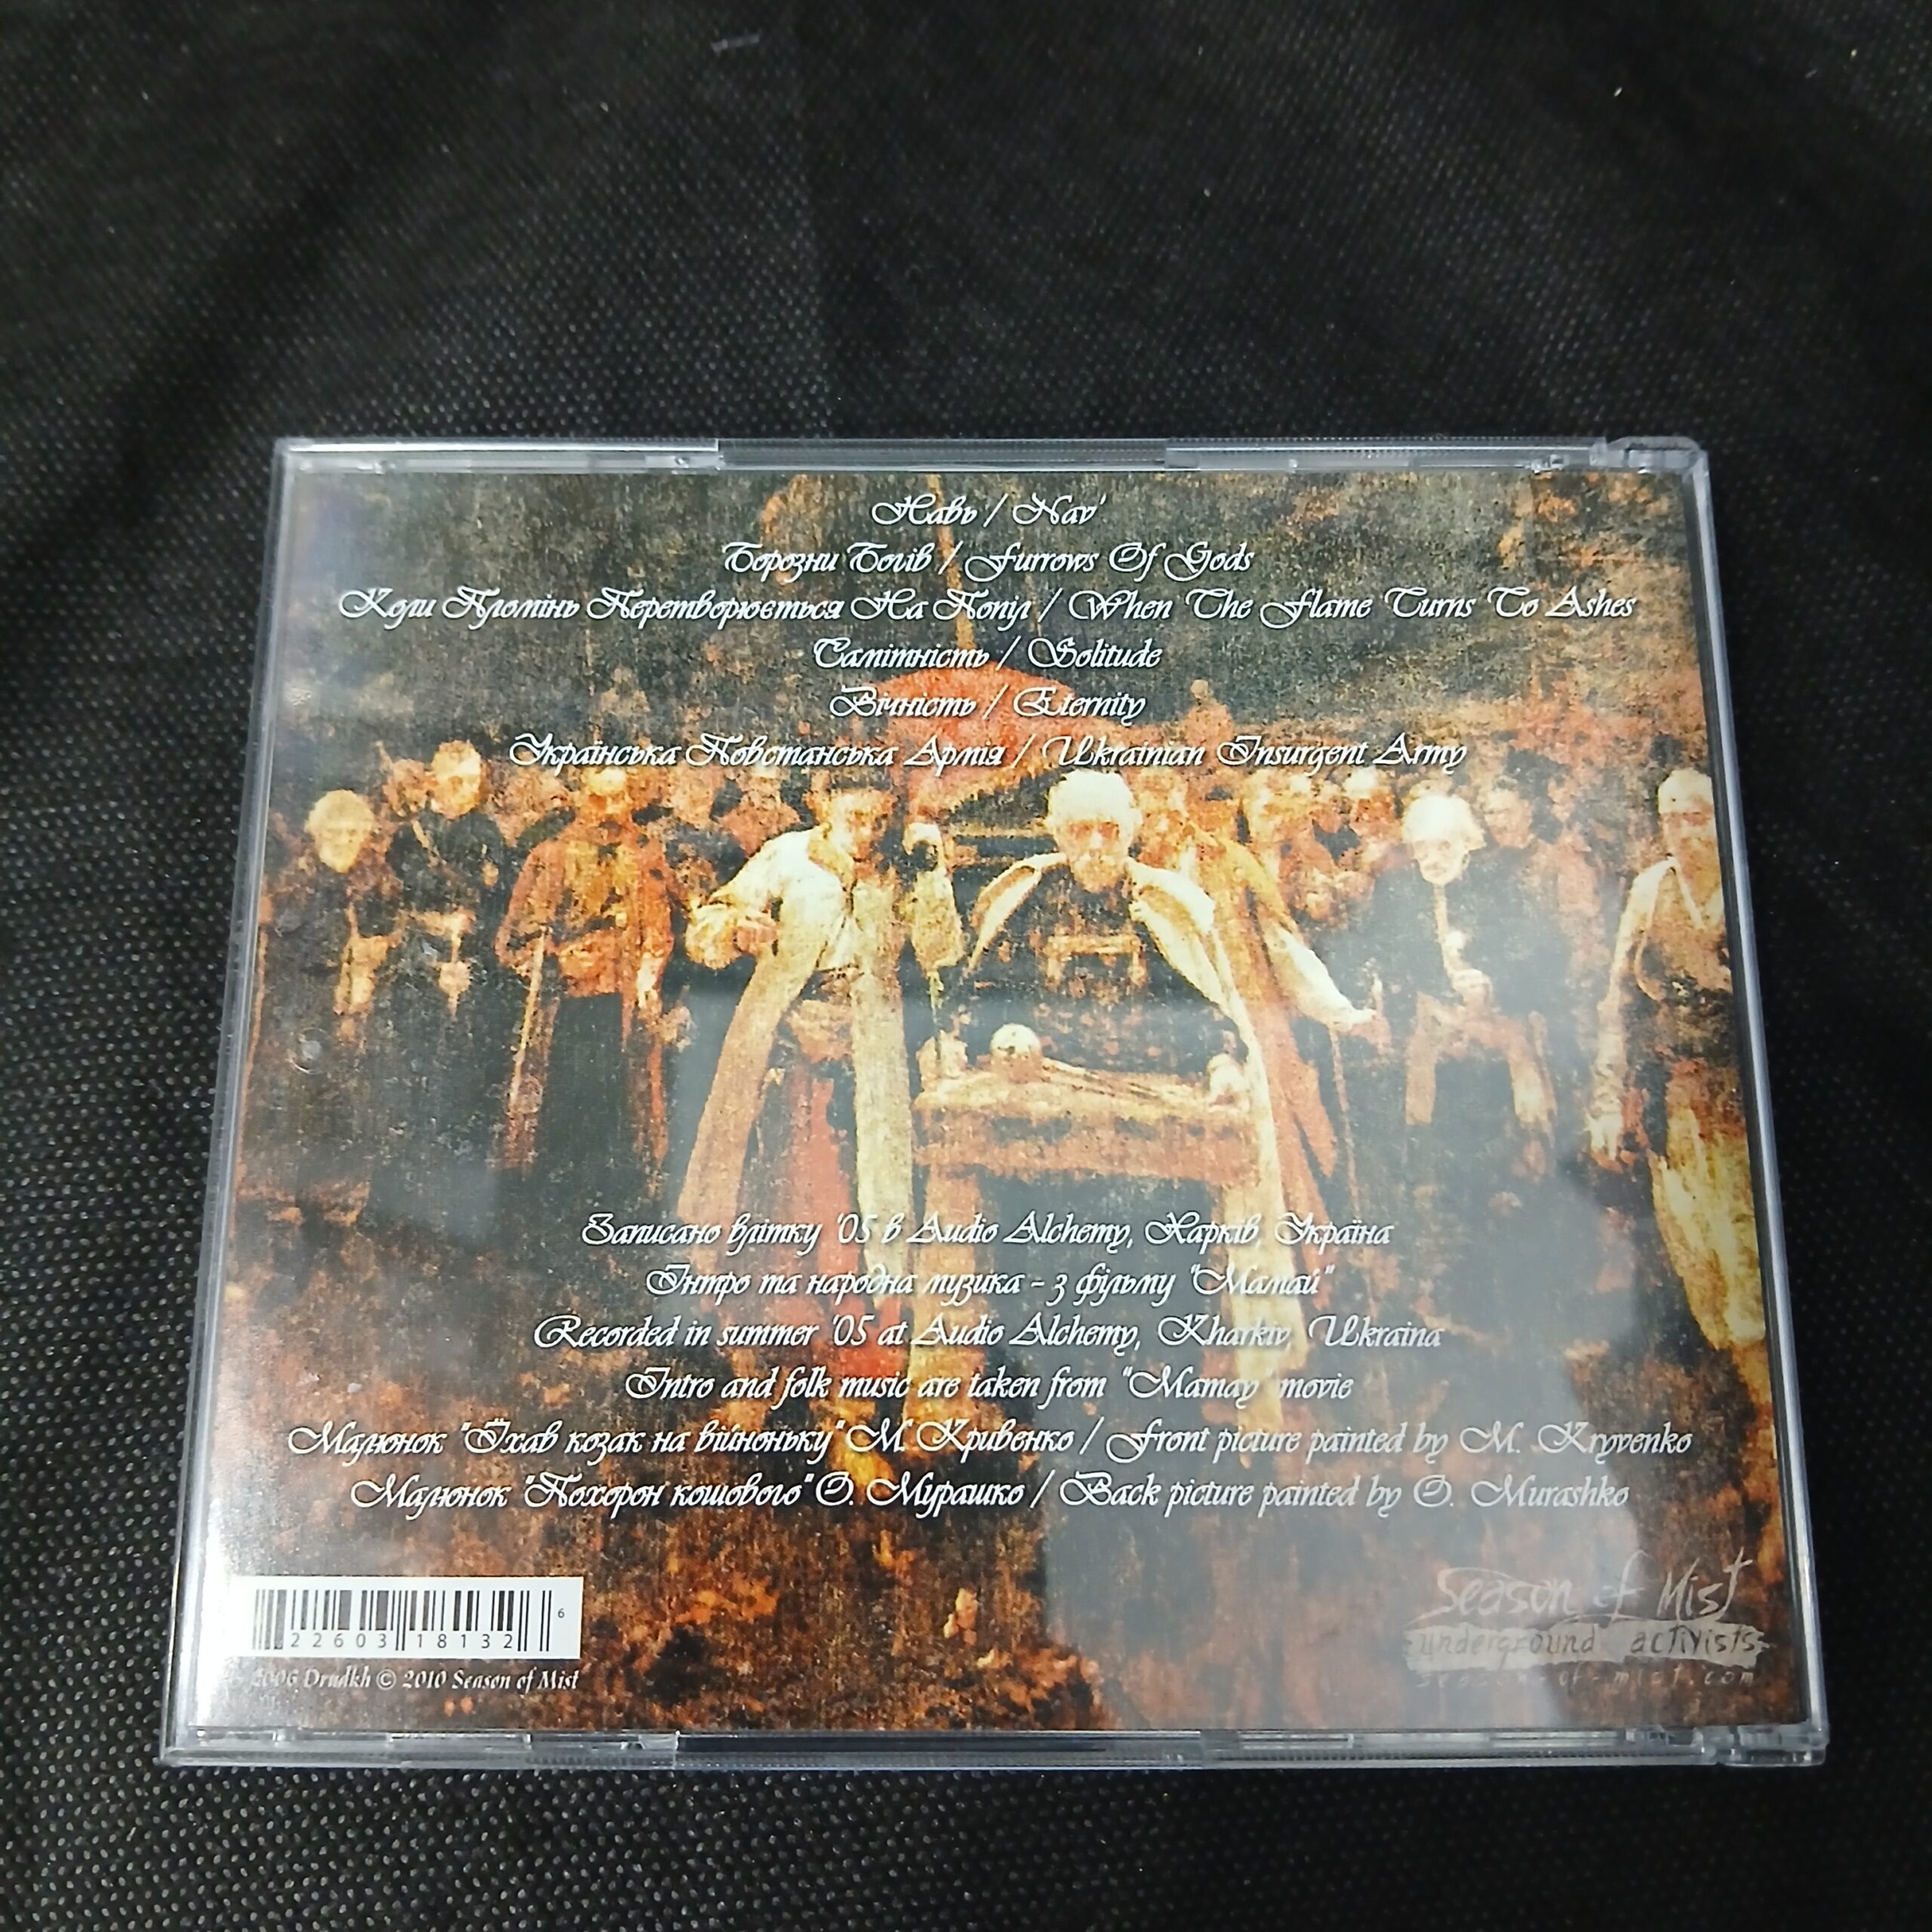 Навь / Nav'
Борозни Богів / Furrows Of Gods
Коли Пломінь Перетворюється На Попіл / When The Flame Turns To Ashes
Самітність / Solitude
Вічність / Eternity
Українська Повстанська Армія / Ukrainian Insurgent Army
Записано влітку '05 в Audio Alchemy, Харків, Україна
Інтро та народна музика - з фільму "Мамай"
Recorded in summer '05 at Audio Alchemy, Kharkiv, Ukraina
Intro and folk music are taken from "Mamay" movie
Малюнок "Їхав козак на війноньку" М. Кривенко / Front picture painted by M. Kryvenko
Малюнок "Похорон кошового" О. Мурашко / Back picture painted by O. Murashko
Season of Mist
underground activists
season-of-mist.com
22603 18132 6
2006 Drudkh © 2010 Season of Mist